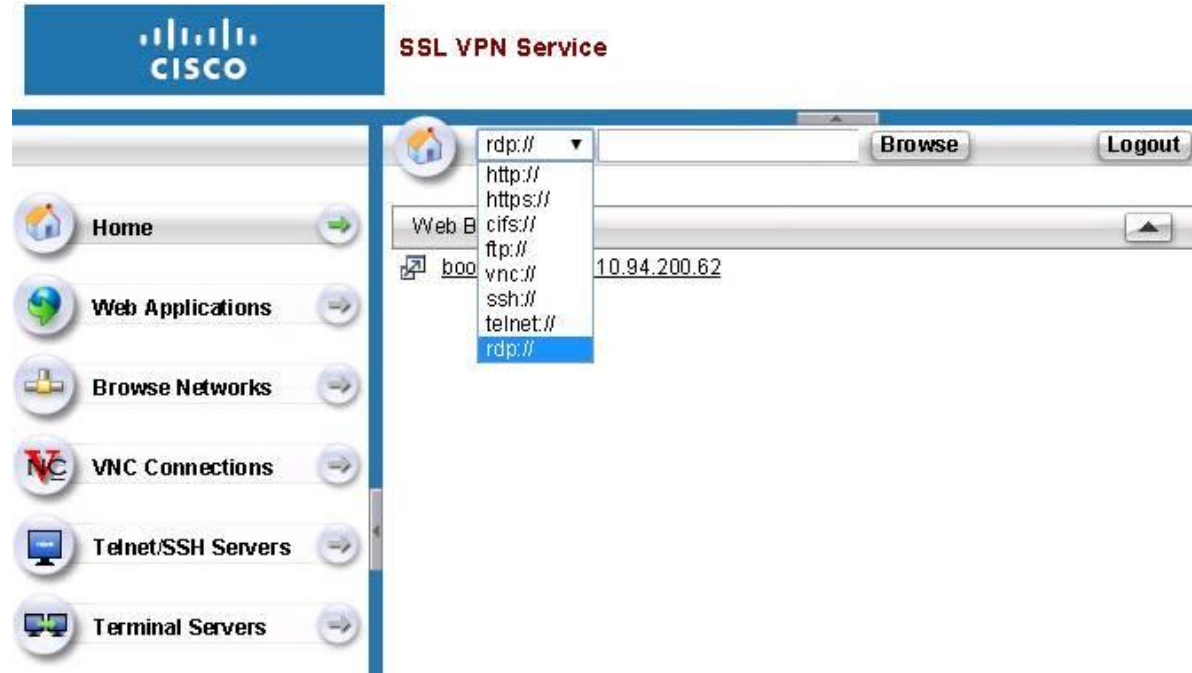 CISCO
SSL VPN Service
rdp://
Browse
Logout
http://
https://
cifs://
ftp://
vnc://
ssh://
telnet://
rdp://
Home
Web Applications
Browse Networks
VNC Connections
Telnet/SSH Servers
Terminal Servers
Web
10.94.200.62
VNC